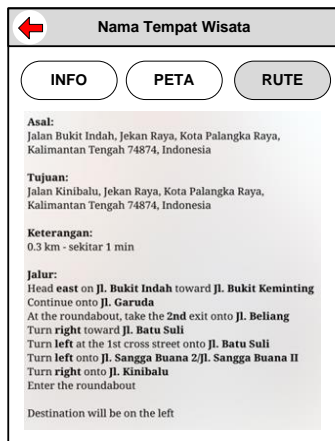 Nama Tempat Wisata
INFO
PETA
RUTE
Asal:
Jalan Bukit Indah, Jekan Raya, Kota Palangka Raya,
Kalimantan Tengah 74874, Indonesia
Tujuan:
Jalan Kinibalu, Jekan Raya, Kota Palangka Raya,
Kalimantan Tengah 74874, Indonesia
Keterangan:
0.3 km - sekitar 1 min
Jalur:
Head east on Jl. Bukit Indah toward Jl. Bukit Keminting
Continue onto Jl. Garuda
At the roundabout, take the 2nd exit onto Jl. Beliang
Turn right toward Jl. Batu Suli
Turn left at the 1st cross street onto Jl. Batu Suli
Turn left onto Jl. Sangga Buana 2/Jl. Sangga Buana II
Turn right onto Jl. Kinibalu
Enter the roundabout
Destination will be on the left